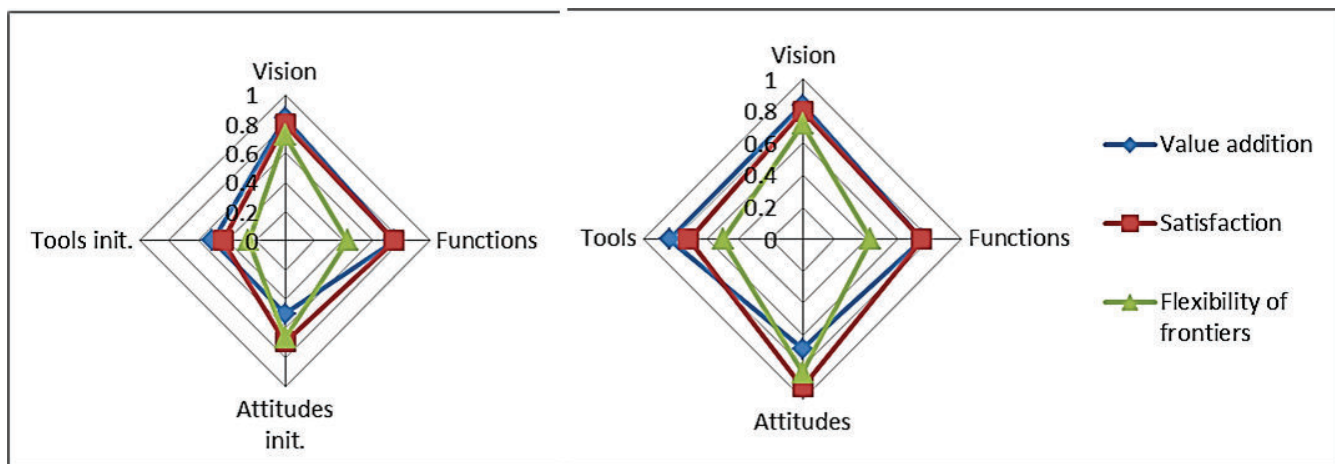 Vision
1
0.8
0.6
0.4
0.2
0
Tools init.
Functions
Attitudes
init.
Vision
1
0.8
0.6
0.4
0.2
0
Tools
Functions
Attitudes
Value addition
Satisfaction
Flexibility of
frontiers